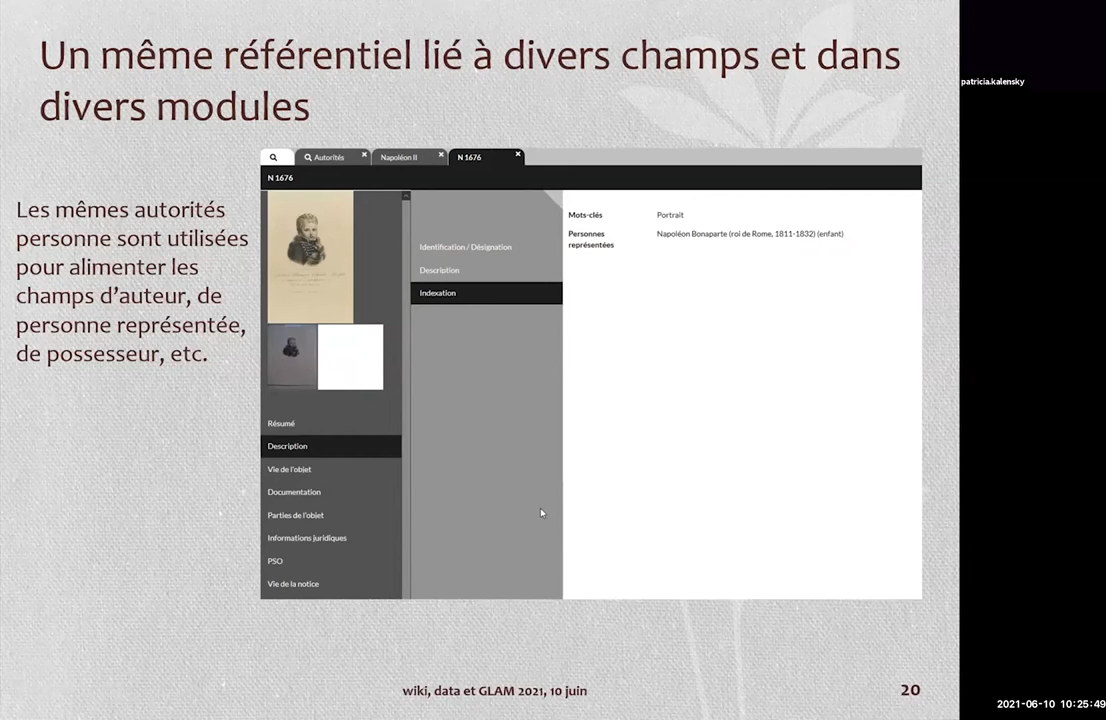 Un même référentiel lié à divers champs et dans
divers modules
patricia.kalensky
Les mêmes autorités
personne sont utilisées
pour alimenter les
champs d’auteur, de
personne représentée,
de possesseur, etc.
Autorités
Napoléon II
N 1676
N 1676
Identification / Désignation
Description
Indexation
Mots-clés Portrait
Personnes Napoléon Bonaparte (roi de Rome, 1811-1832) (enfant)
représentées
Résumé
Description
Vie de l'objet
Documentation
Parties de l'objet
Informations juridiques
PSO
Vie de la notice
wiki, data et GLAM 2021, 10 juin
20
2021-06-10 10:25:49